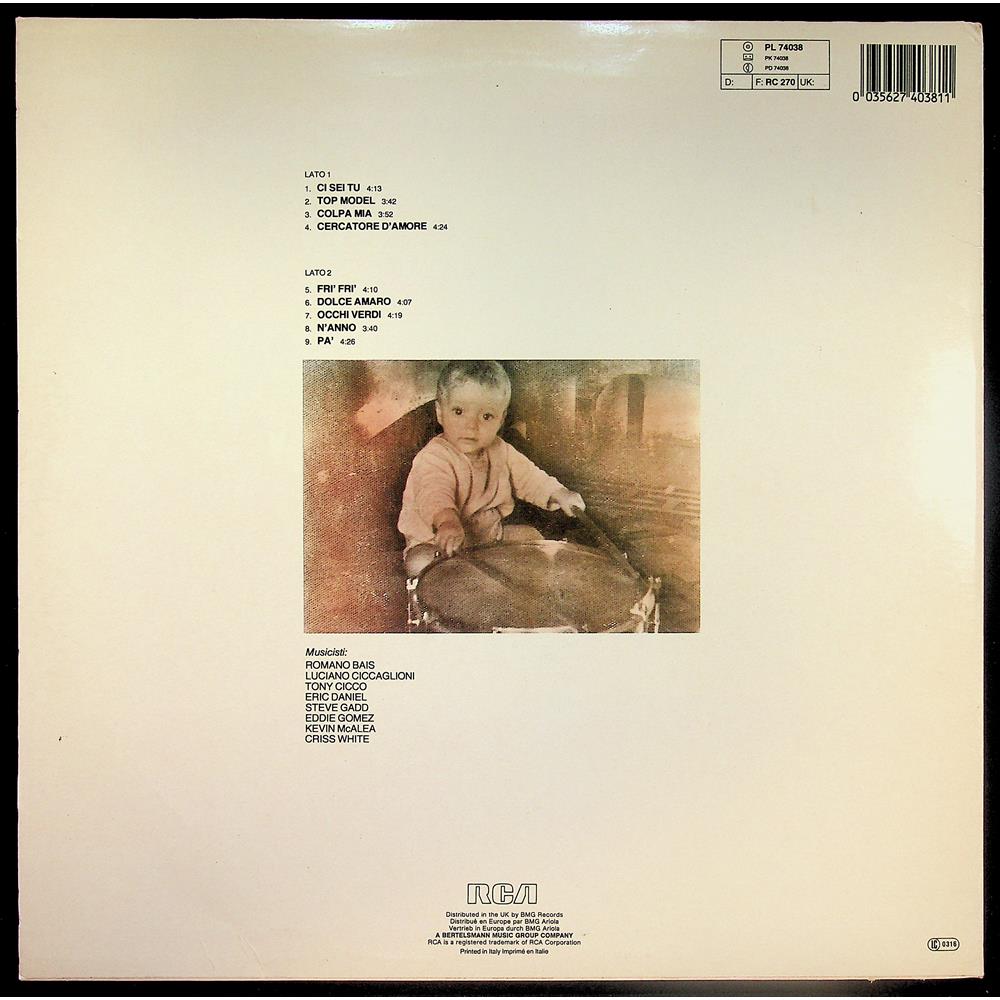 PL 74038
PK 74038
PD 74038
D: F: RC 270 UK:
0 035627 403811
LATO 1
1. CI SEI TU 4:13
2. TOP MODEL 3:42
3. COLPA MIA 3:52
4. CERCATORE D'AMORE 4:24
LATO 2
5. FRI' FRI' 4:10
6. DOLCE AMARO 4:07
7. OCCHI VERDI 4:19
8. N'ANNO 3:40
9. PA' 4:26
Musicisti:
ROMANO BAIS
LUCIANO CICCAGLIONI
TONY CICCO
ERIC DANIEL
STEVE GADD
EDDIE GOMEZ
KEVIN McALEA
CRISS WHITE
RCA
Distributed in the UK by BMG Records
Distribué en Europe par BMG Ariola
Vertrieb in Europa durch BMG Ariola
A BERTELSMANN MUSIC GROUP COMPANY
RCA is a registered trademark of RCA Corporation
Printed in Italy Imprimé en Italie
LC 0316